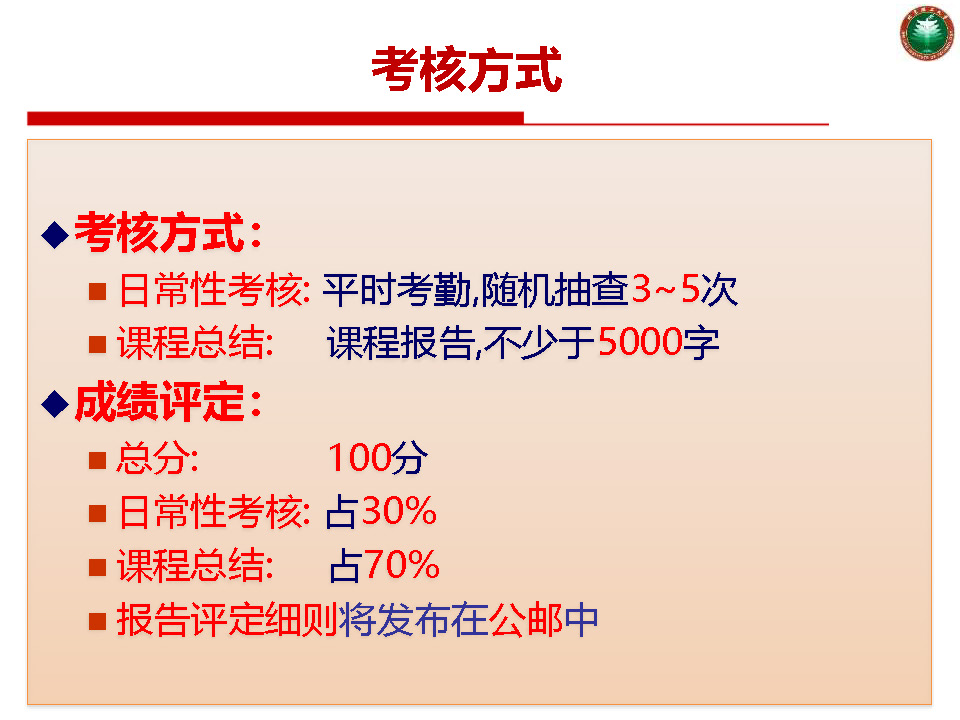 考核方式
考核方式：
日常性考核: 平时考勤,随机抽查3~5次
课程总结: 课程报告,不少于5000字
成绩评定：
总分: 100分
日常性考核: 占30%
课程总结: 占70%
报告评定细则将发布在公邮中